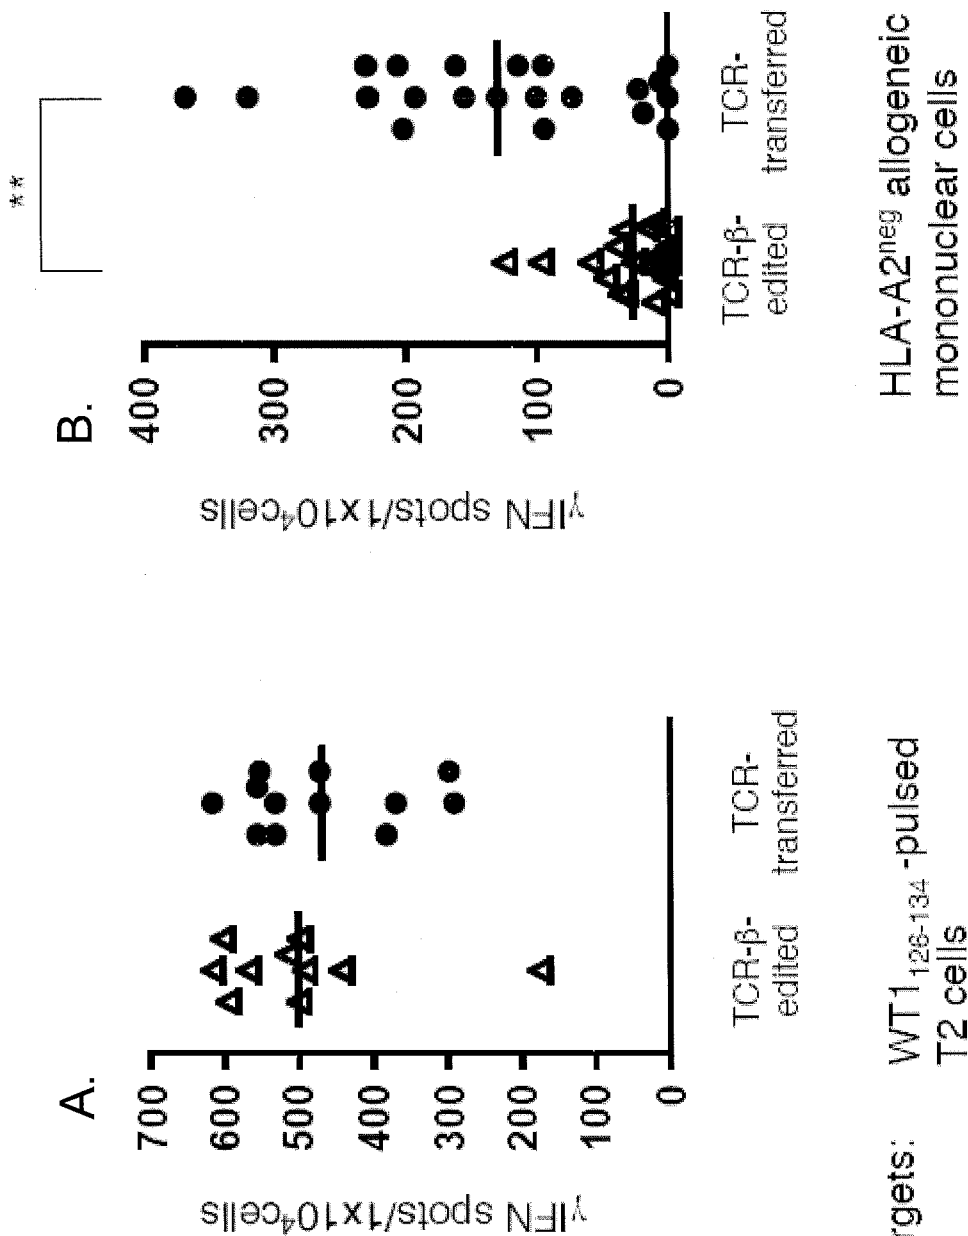 A.
γIFN spots/1x10⁴cells
700
600
500
400
300
200
100
0
TCR-β-
edited
TCR-
transferred
rgets:
WT1₁₂₆₋₁₃₄ -pulsed
T2 cells
B.
γIFN spots/1x10⁴cells
400
300
200
100
0
**
TCR-β-
edited
TCR-
transferred
HLA-A2ⁿᵉᵍ allogeneic
mononuclear cells